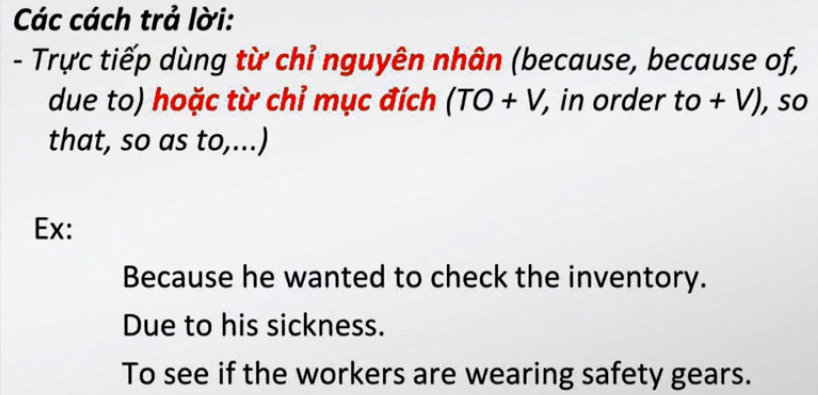 Các cách trả lời:
- Trực tiếp dùng từ chỉ nguyên nhân (because, because of,
due to) hoặc từ chỉ mục đích (TO + V, in order to + V), so
that, so as to,...)
Ex:
Because he wanted to check the inventory.
Due to his sickness.
To see if the workers are wearing safety gears.